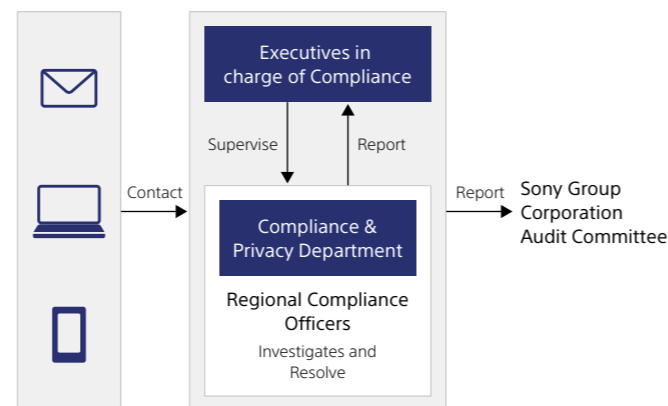 Executives in
charge of Compliance
Supervise
Report
Contact
Compliance &
Privacy Department
Regional Compliance
Officers
Investigates and
Resolve
Report
Sony Group
Corporation
Audit Committee